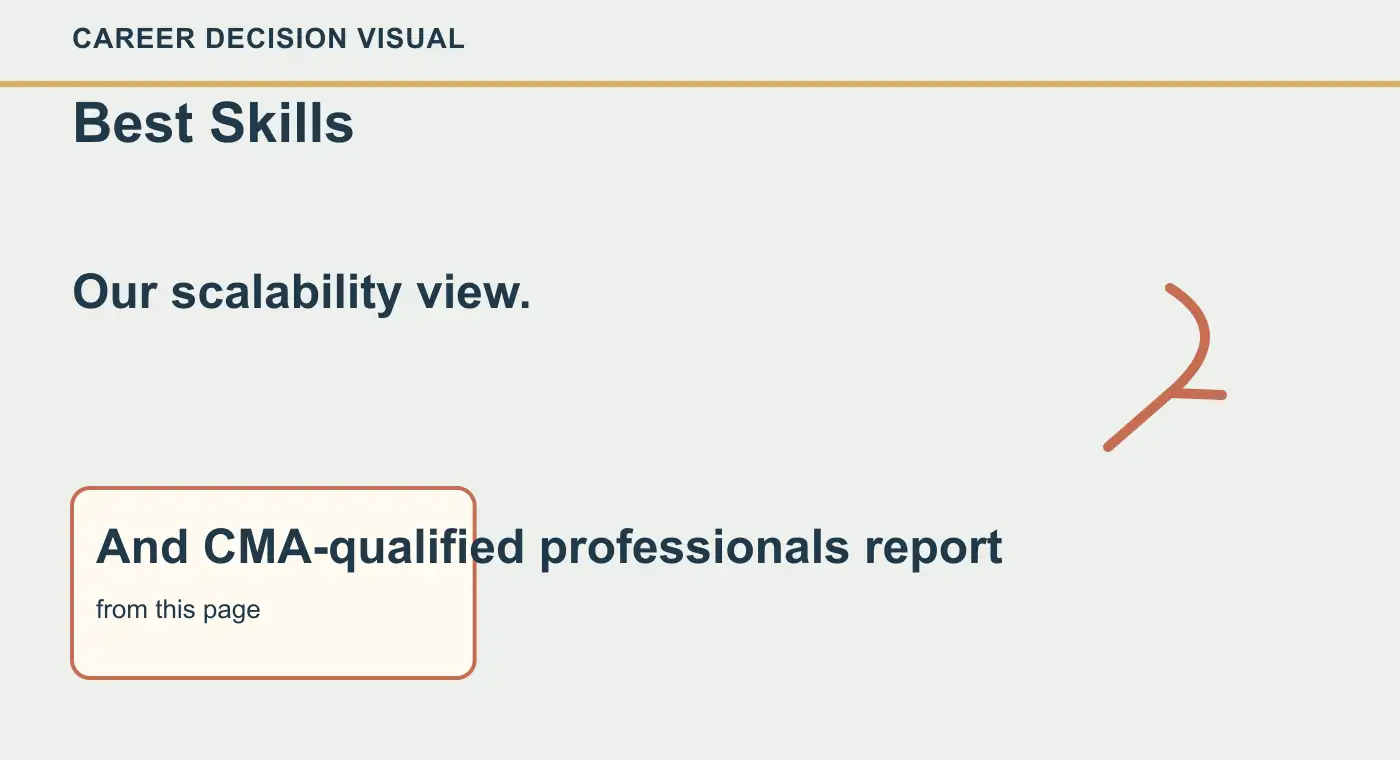 CAREER DECISION VISUAL
Best Skills
Our scalability view.
And CMA-qualified professionals report
from this page